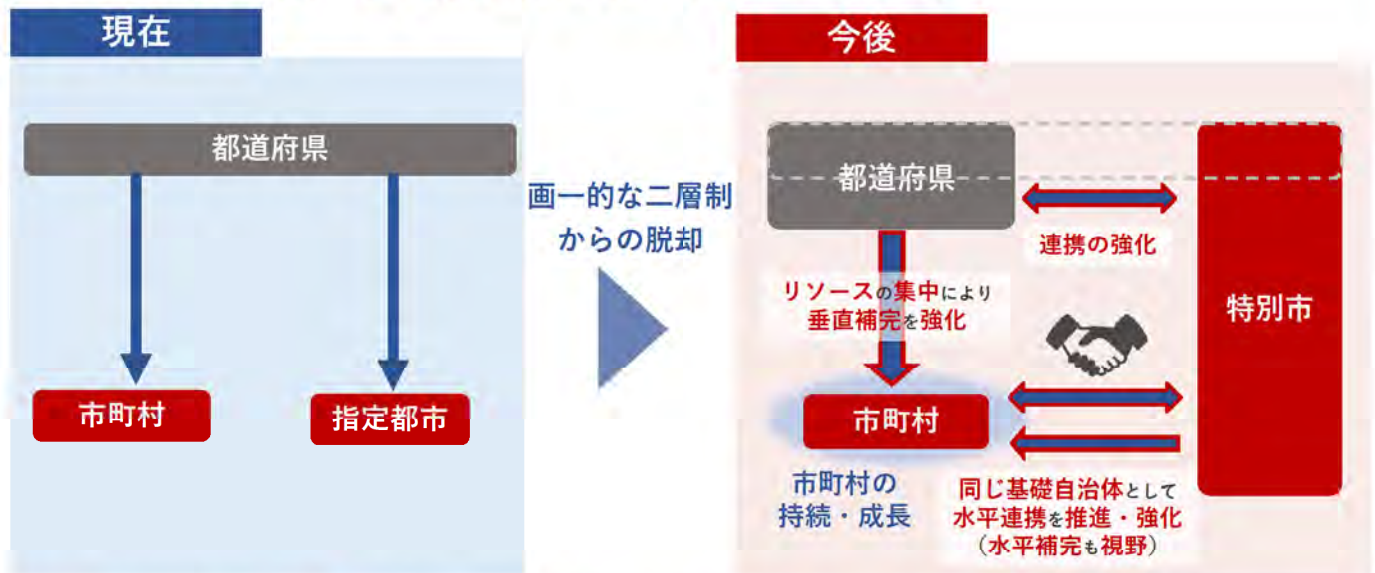 現在
都道府県
市町村
指定都市
画一的な二層制
からの脱却
今後
都道府県
連携の強化
リソースの集中により
垂直補完を強化
特別市
市町村
市町村の
持続・成長
同じ基礎自治体として
水平連携を推進・強化
（水平補完も視野）